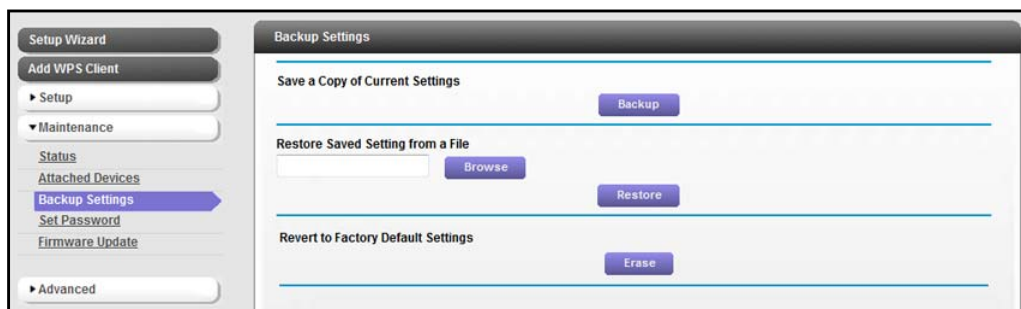 Setup Wizard
Add WPS Client
Setup
Maintenance
Status
Attached Devices
Backup Settings
Set Password
Firmware Update
Advanced
Backup Settings
Save a Copy of Current Settings
Backup
Restore Saved Setting from a File
Browse
Restore
Revert to Factory Default Settings
Erase